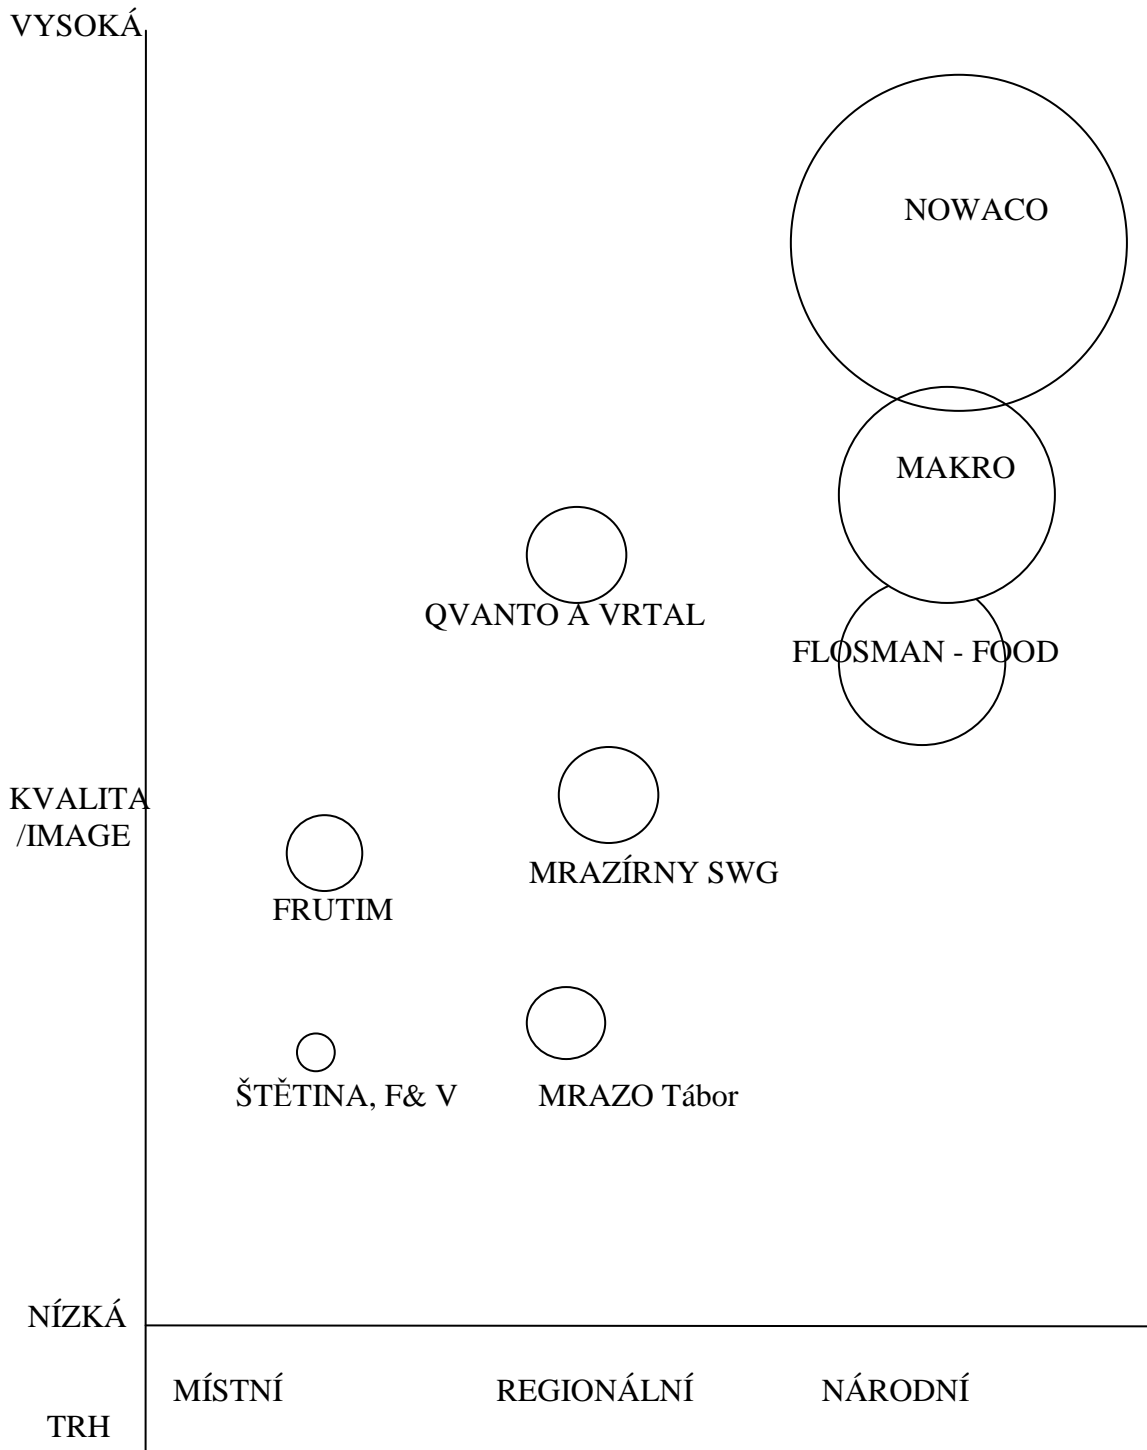 VYSOKÁ
NOWACO
MAKRO
QVANTO A VRTAL
FLOSMAN - FOOD
KVALITA
/IMAGE
MRAZÍRNY SWG
FRUTIM
ŠTĚTINA, F& V
MRAZO Tábor
NÍZKÁ
MÍSTNÍ
REGIONÁLNÍ
NÁRODNÍ
TRH